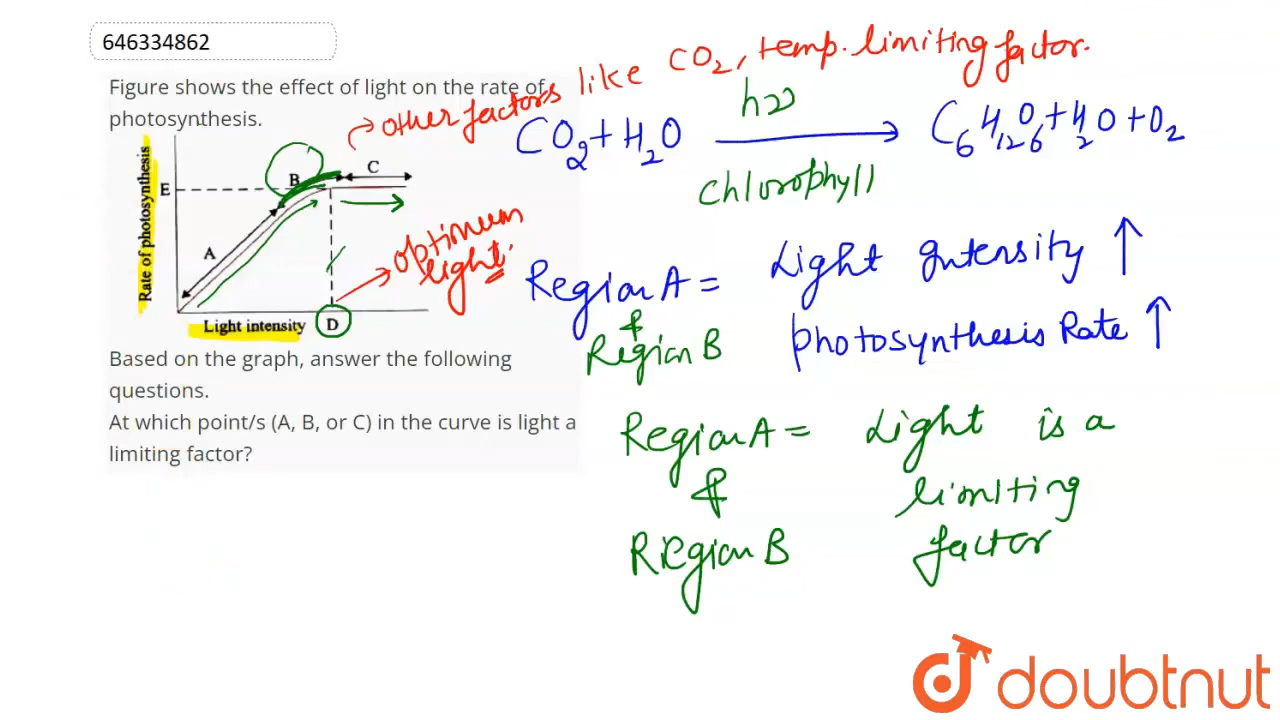 646334862
Figure shows the effect of light on the rate of
photosynthesis.
Rate of photosynthesis
E
A
B
C
Light intensity
D
Based on the graph, answer the following
questions.
At which point/s (A, B, or C) in the curve is light a
limiting factor?
other factors like CO2, temp. limiting factor.
optimum
light.
CO2 + H2O
hν
chlorophyll
C6H12O6 + H2O + O2
Region A =
&
Region B
Light Intensity ↑
Photosynthesis Rate ↑
Region A = Light is a
& limiting
Region B factor
doubtnut